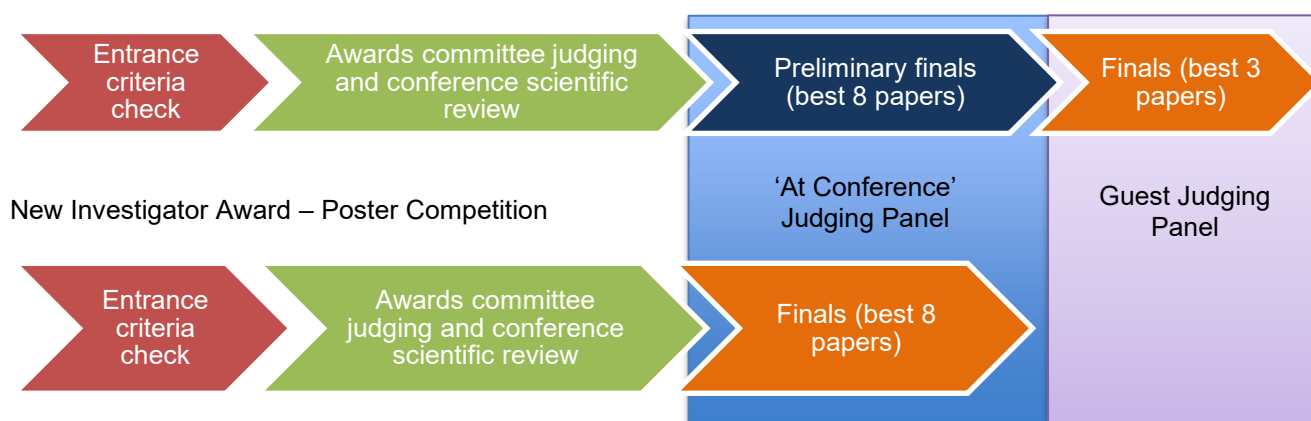 Entrance
criteria
check
Awards committee judging
and conference scientific
review
Preliminary finals
(best 8 papers)
Finals (best 3
papers)
‘At Conference’
Judging Panel
Guest Judging
Panel
New Investigator Award – Poster Competition
Entrance
criteria
check
Awards committee
judging and conference
scientific review
Finals (best 8
papers)